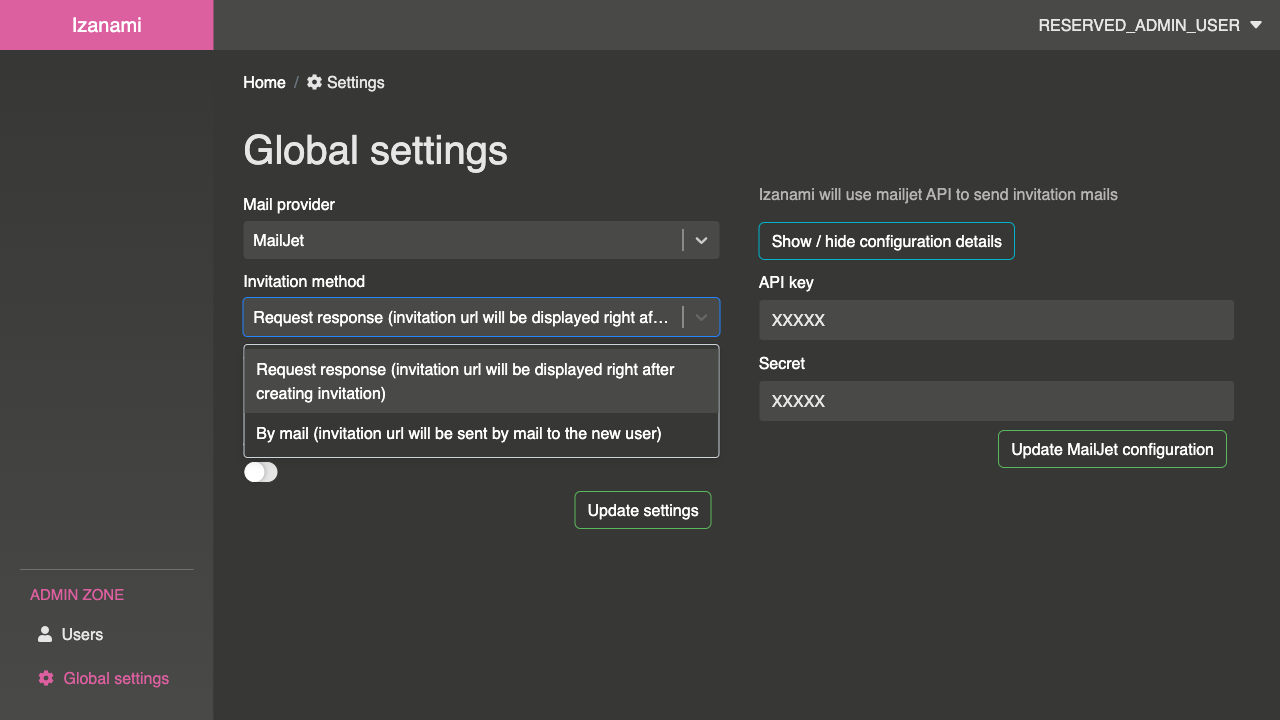 Izanami
RESERVED_ADMIN_USER
Home / Settings
Global settings
Mail provider
MailJet
Invitation method
Request response (invitation url will be displayed right af…
Request response (invitation url will be displayed right after
creating invitation)
By mail (invitation url will be sent by mail to the new user)
Update settings
Izanami will use mailjet API to send invitation mails
Show / hide configuration details
API key
XXXXX
Secret
XXXXX
Update MailJet configuration
ADMIN ZONE
Users
Global settings